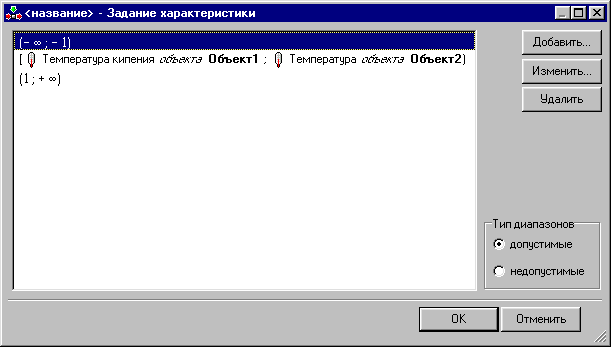 <название> - Задание характеристики
(- ∞ ; - 1)
[ Температура кипения объекта Объект1 ; Температура объекта Объект2)
(1 ; + ∞)
Добавить...
Изменить...
Удалить
Тип диапазонов
допустимые
недопустимые
OK
Отменить